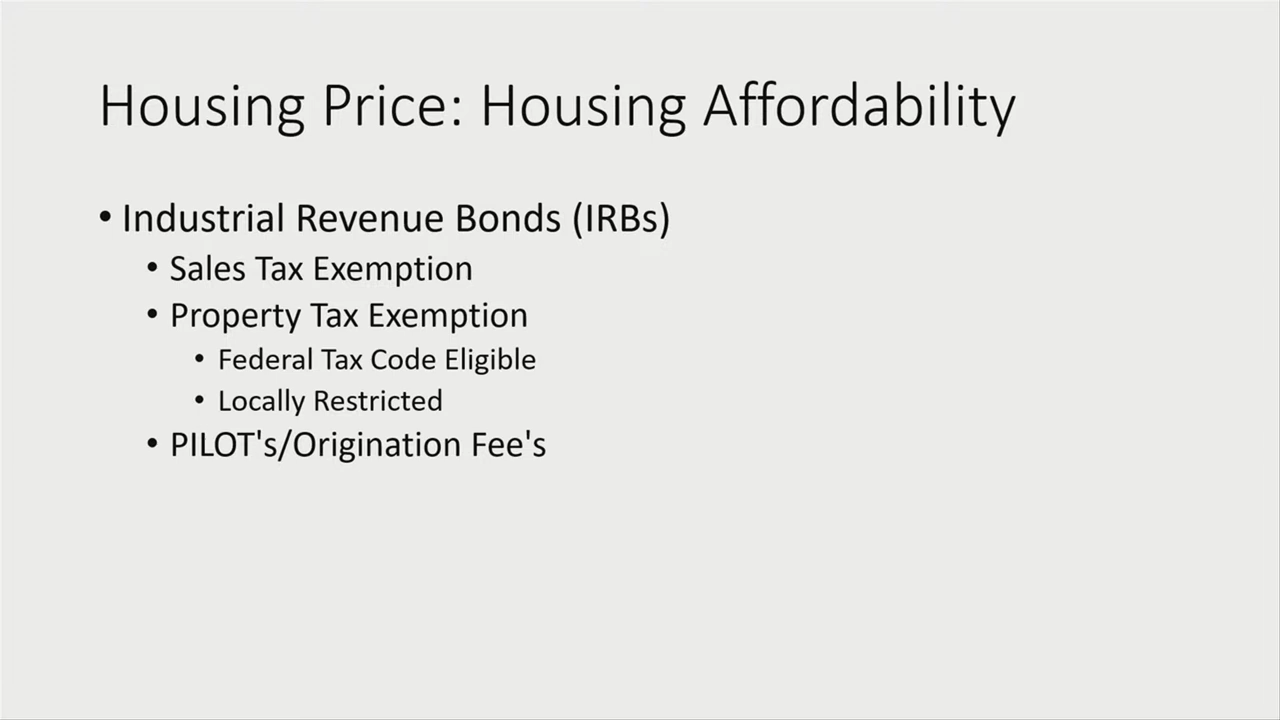 Housing Price: Housing Affordability
• Industrial Revenue Bonds (IRBs)
• Sales Tax Exemption
• Property Tax Exemption
• Federal Tax Code Eligible
• Locally Restricted
• PILOT's/Origination Fee's